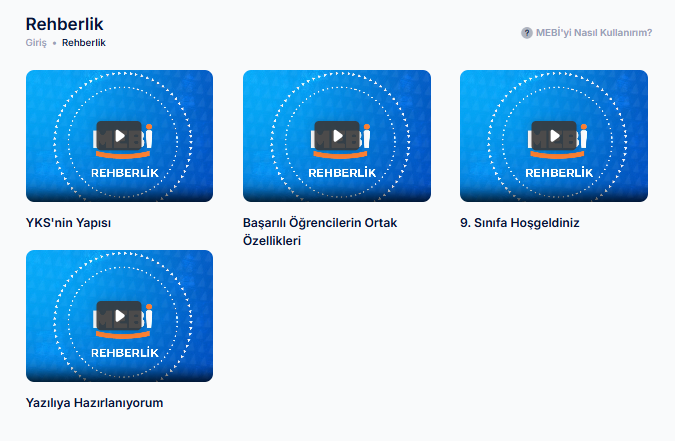 Rehberlik
Giriş • Rehberlik
? MEBİ'yi Nasıl Kullanırım?
MEBİ
REHBERLİK
MEBİ
REHBERLİK
MEBİ
REHBERLİK
YKS'nin Yapısı
Başarılı Öğrencilerin Ortak
Özellikleri
9. Sınıfa Hoşgeldiniz
MEBİ
REHBERLİK
Yazılıya Hazırlanıyorum